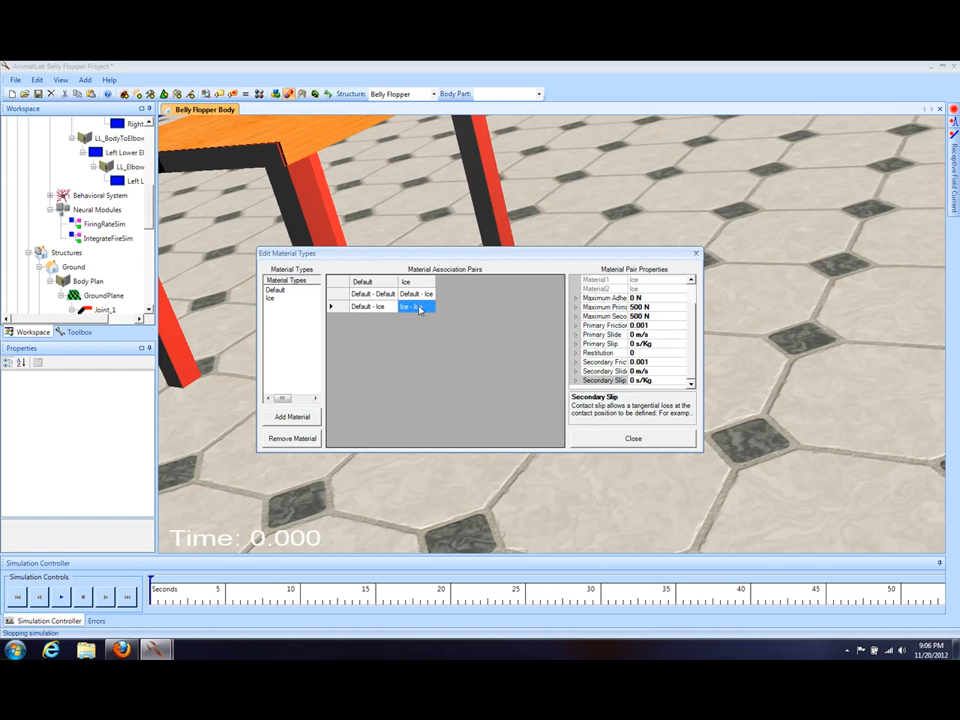 AnimatLab Belly Flopper Project *
File Edit View Add Help
Structure: Belly Flopper Body Part:
Workspace
Belly Flopper Body
Right
LL_BodyToElbow
Left Lower El
LL_Elbow
Left L
Behavioral System
Neural Modules
FiringRateSim
IntegrateFireSim
Structures
Ground
Body Plan
GroundPlane
Joint_1
Workspace Toolbox
Properties
Receptive Field Current
Edit Material Types
Material Types
Material Types
Default
Ice
Add Material
Remove Material
Material Association Pairs
Default Ice
Default - Default Default - Ice
Default - Ice Ice - Ice
Material Pair Properties
Material1 Ice
Material2 Ice
Maximum Adhe 0 N
Maximum Prima 500 N
Maximum Seco 500 N
Primary Friction 0.001
Primary Slide 0 m/s
Primary Slip 0 s/Kg
Restitution 0
Secondary Fric 0.001
Secondary Slide 0 m/s
Secondary Slip 0 s/Kg
Secondary Slip
Contact slip allows a tangential loss at the
contact position to be defined. For examp...
Close
Time: 0.000
Simulation Controller
Simulation Controls
Seconds 5 10 15 20 25 30 35 40 45 50
Simulation Controller Errors
Stopping simulation
9:06 PM
11/20/2012